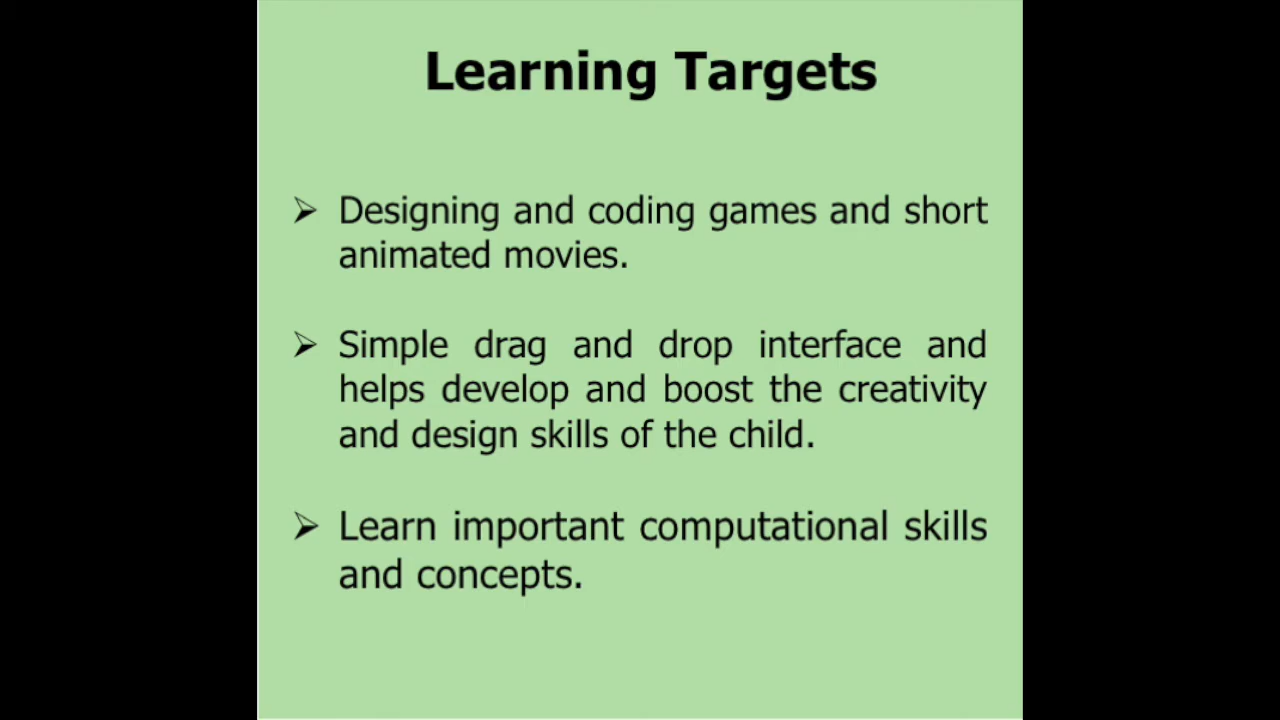 Learning Targets
➢ Designing and coding games and short
animated movies.
➢ Simple drag and drop interface and
helps develop and boost the creativity
and design skills of the child.
➢ Learn important computational skills
and concepts.